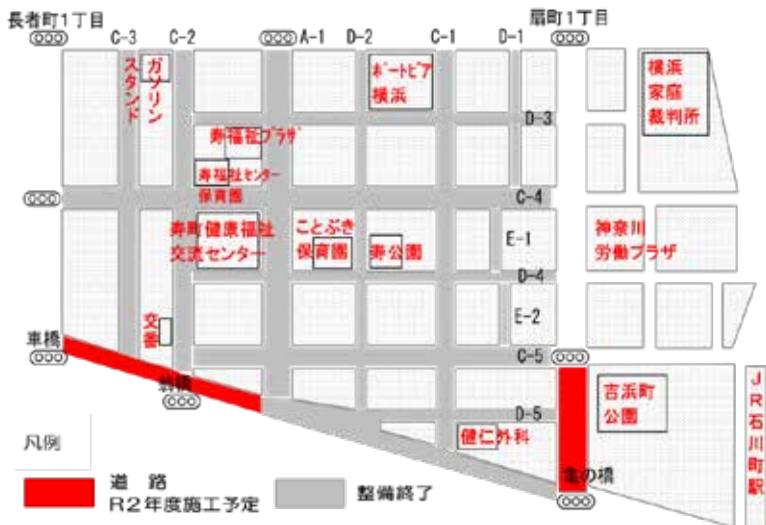 長者町1丁目
扇町1丁目
C-3
C-2
A-1
D-2
C-1
D-1
ガソリン
スタンド
ボートピア
横浜
横浜
家庭
裁判所
D-3
寿福祉プラザ
寿福祉センター
保育園
C-4
寿町健康福祉
交流センター
ことぶき
保育園
寿公園
E-1
神奈川
労働プラザ
D-4
交番
E-2
車橋
C-5
翁橋
D-5
吉浜町
公園
JR石川町駅
健仁外科
亀の橋
凡例
道 路
R2年度施工予定
整備終了